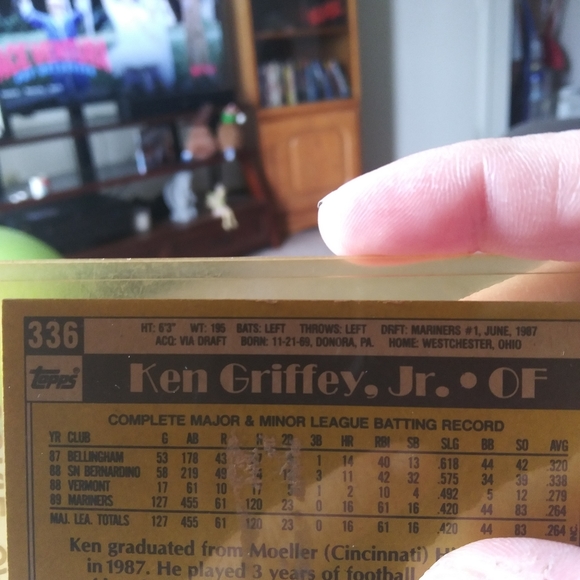 336
HT: 6'3" WT: 195 BATS: LEFT THROWS: LEFT DRFT: MARINERS #1, JUNE, 1987
ACQ: VIA DRAFT BORN: 11-21-69, DONORA, PA. HOME: WESTCHESTER, OHIO
TOPPS
Ken Griffey, Jr. • OF
COMPLETE MAJOR & MINOR LEAGUE BATTING RECORD
YR CLUB G AB R H 2B 3B HR RBI SB SLG BB SO AVG
87 BELLINGHAM 53 178 43 1 14 40 13 .618 44 42 .320
88 SN BERNARDINO 58 219 3 11 42 32 .575 34 39 .338
88 VERMONT 17 61 10 17 1 2 10 4 .492 5 12 .279
89 MARINERS 127 455 61 120 23 0 16 61 16 .420 44 83 .264
MAJ. LEA. TOTALS 127 455 61 120 23 0 16 61 16 .420 44 83 .264
Ken graduated from Moeller (Cincinnati)
in 1987. He played 3 years of football